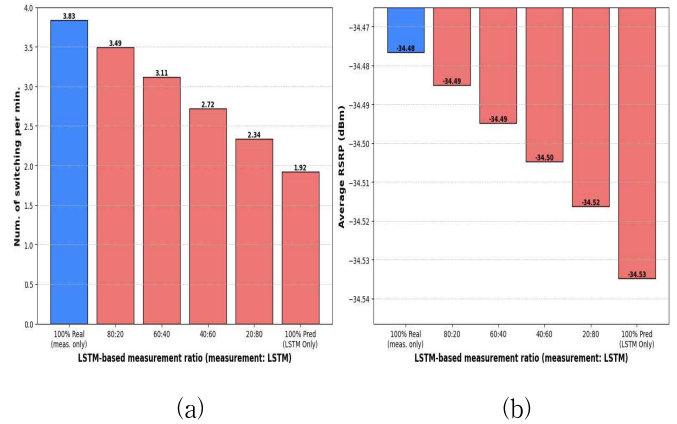 4.0
3.5
3.0
2.5
2.0
1.5
1.0
0.5
0.0
Num. of switching per min.
3.83
3.49
3.11
2.72
2.34
1.92
100% Real
(meas. only)
80:20
60:40
40:60
20:80
100% Pred
(LSTM Only)
LSTM-based measurement ratio (measurement: LSTM)
(a)
−34.47
−34.48
−34.49
−34.50
−34.51
−34.52
−34.53
−34.54
Average RSRP (dBm)
-34.48
-34.49
-34.49
-34.50
-34.52
-34.53
100% Real
(meas. only)
80:20
60:40
40:60
20:80
100% Pred
(LSTM Only)
LSTM-based measurement ratio (measurement: LSTM)
(b)